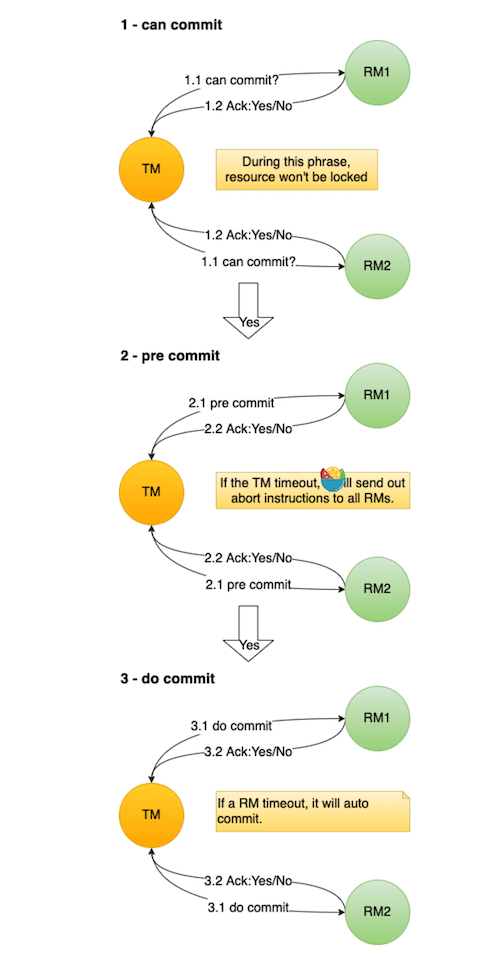 1 - can commit
RM1
1.1 can commit?
1.2 Ack:Yes/No
TM
During this phrase,
resource won't be locked
1.2 Ack:Yes/No
1.1 can commit?
RM2
Yes
2 - pre commit
RM1
2.1 pre commit
2.2 Ack:Yes/No
TM
If the TM timeout, ll send out
abort instructions to all RMs.
2.2 Ack:Yes/No
2.1 pre commit
RM2
Yes
3 - do commit
RM1
3.1 do commit
3.2 Ack:Yes/No
TM
If a RM timeout, it will auto
commit.
3.2 Ack:Yes/No
3.1 do commit
RM2